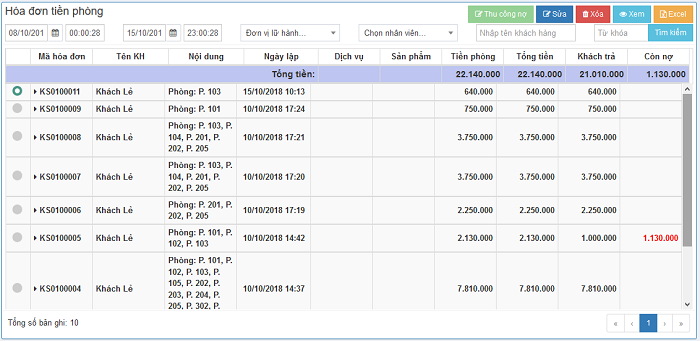 Hóa đơn tiền phòng
Thu công nợ Sửa Xóa Xem Excel
08/10/201 00:00:28 15/10/201 23:00:28 Đơn vị lữ hành... Chọn nhân viên... Nhập tên khách hàng Từ khóa Tìm kiếm
Mã hóa đơn Tên KH Nội dung Ngày lập Dịch vụ Sản phẩm Tiền phòng Tổng tiền Khách trả Còn nợ
Tổng tiền: 22.140.000 22.140.000 21.010.000 1.130.000
KS0100011 Khách Lẻ Phòng: P. 103 15/10/2018 10:13 640.000 640.000 640.000
KS0100009 Khách Lẻ Phòng: P. 101 10/10/2018 17:24 750.000 750.000 750.000
Phòng: P. 103, P.
KS0100008 Khách Lẻ 104, P. 201, P. 10/10/2018 17:21 3.750.000 3.750.000 3.750.000
202, P. 205
Phòng: P. 103, P.
KS0100007 Khách Lẻ 104, P. 201, P. 10/10/2018 17:20 3.750.000 3.750.000 3.750.000
202, P. 205
KS0100006 Khách Lẻ Phòng: P. 201, P. 10/10/2018 17:19 2.250.000 2.250.000 2.250.000
202, P. 205
KS0100005 Khách Lẻ Phòng: P. 101, P. 10/10/2018 14:42 2.130.000 2.130.000 1.000.000 1.130.000
102, P. 103
Phòng: P. 101, P.
102, P. 103, P.
KS0100004 Khách Lẻ 105, P. 202, P. 10/10/2018 14:37 7.810.000 7.810.000 7.810.000
203, P. 204, P.
205, P. 302, P.
Tổng số bản ghi: 10 « ‹ 1 › »